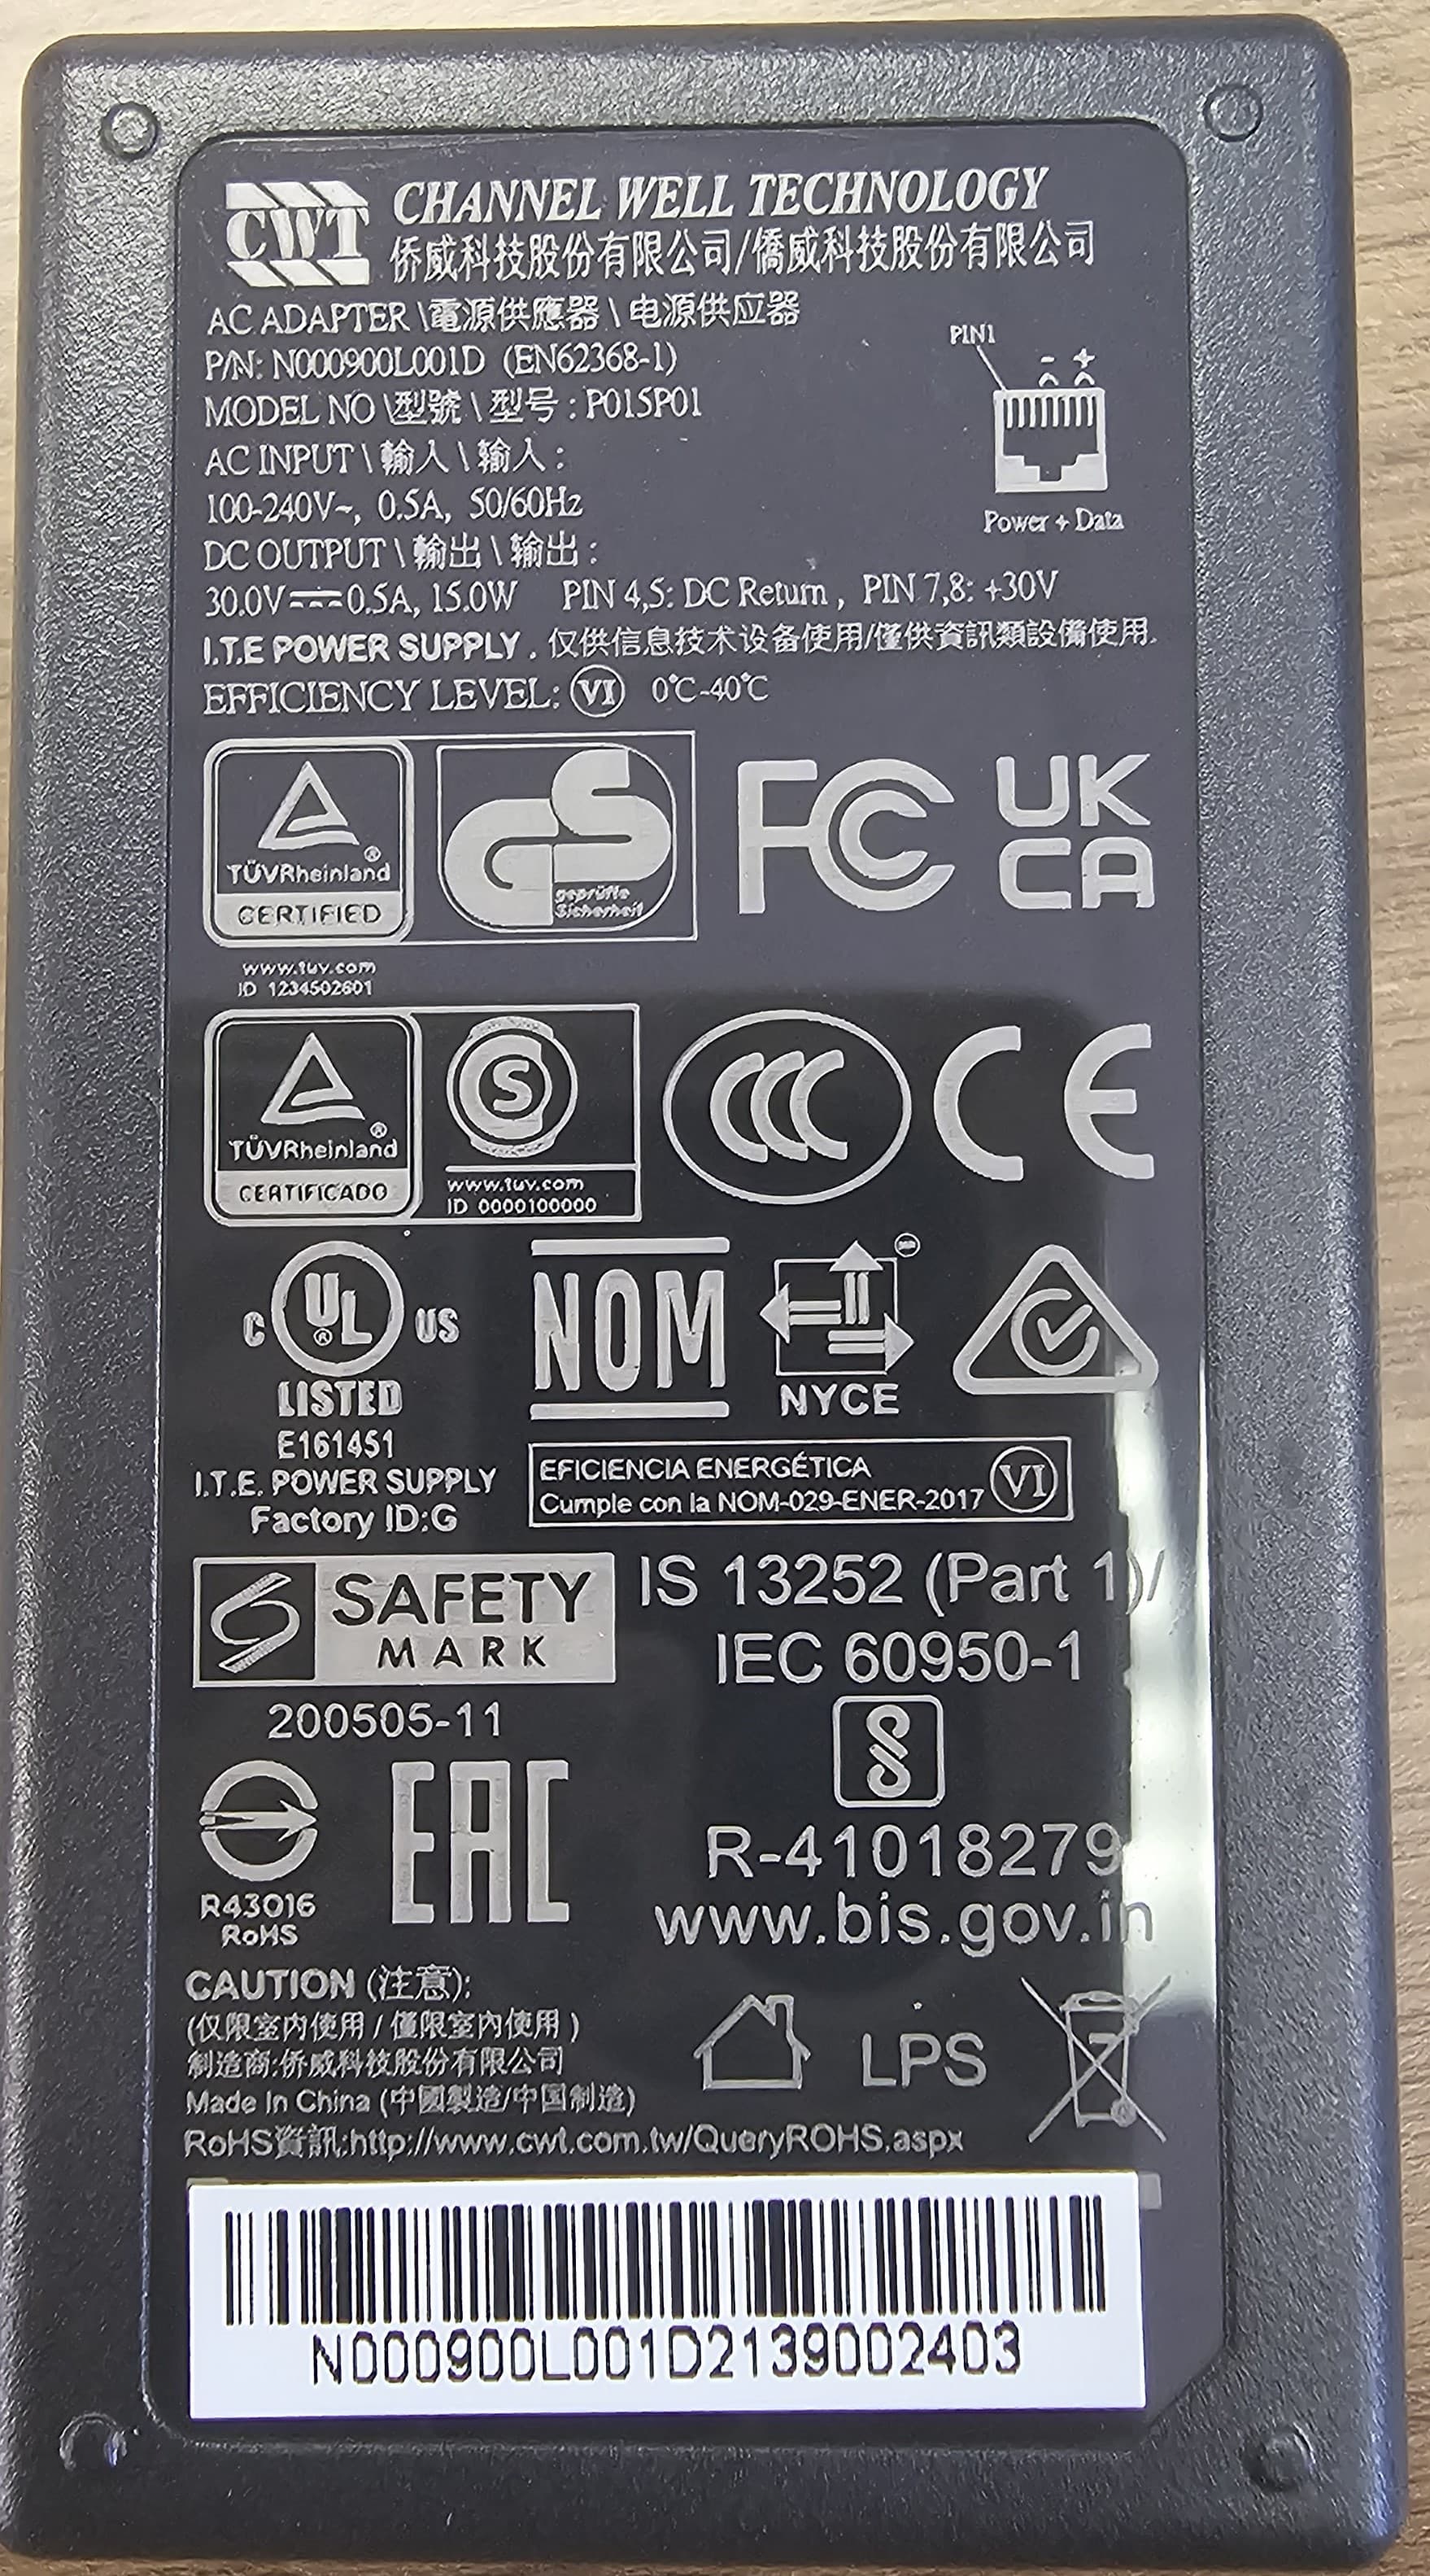 CWT CHANNEL WELL TECHNOLOGY
侨威科技股份有限公司/僑威科技股份有限公司
AC ADAPTER \電源供應器 \ 电源供应器
P/N: N000900L001D (EN62368-1)
MODEL NO \型號 \ 型号 : P015P01
PIN1
- +
AC INPUT \ 輸入 \ 输入 :
100-240V~, 0.5A, 50/60Hz
Power + Data
DC OUTPUT \ 輸出 \ 输出 :
30.0V⎓0.5A, 15.0W PIN 4,5: DC Return , PIN 7,8: +30V
I.T.E POWER SUPPLY . 仅供信息技术设备使用/僅供資訊類設備使用.
EFFICIENCY LEVEL: VI 0°C-40°C
TÜVRheinland®
CERTIFIED
GS
geprüfte
Sicherheit
FC
UK
CA
www.tuv.com
ID 1234502601
TÜVRheinland®
CERTIFICADO
S
www.tuv.com
ID 0000100000
CCC
CE
C UL® US
LISTED
E161451
I.T.E. POWER SUPPLY
Factory ID:G
NOM
NYCE
EFICIENCIA ENERGÉTICA
Cumple con la NOM-029-ENER-2017 VI
SAFETY
MARK
200505-11
IS 13252 (Part 1)/
IEC 60950-1
R-41018279
www.bis.gov.in
R43016
RoHS
EAC
CAUTION (注意):
(仅限室内使用 / 僅限室內使用 )
制造商:侨威科技股份有限公司
Made In China (中國製造/中国制造)
LPS
RoHS資訊:http://www.cwt.com.tw/QueryROHS.aspx
N000900L001D2139002403